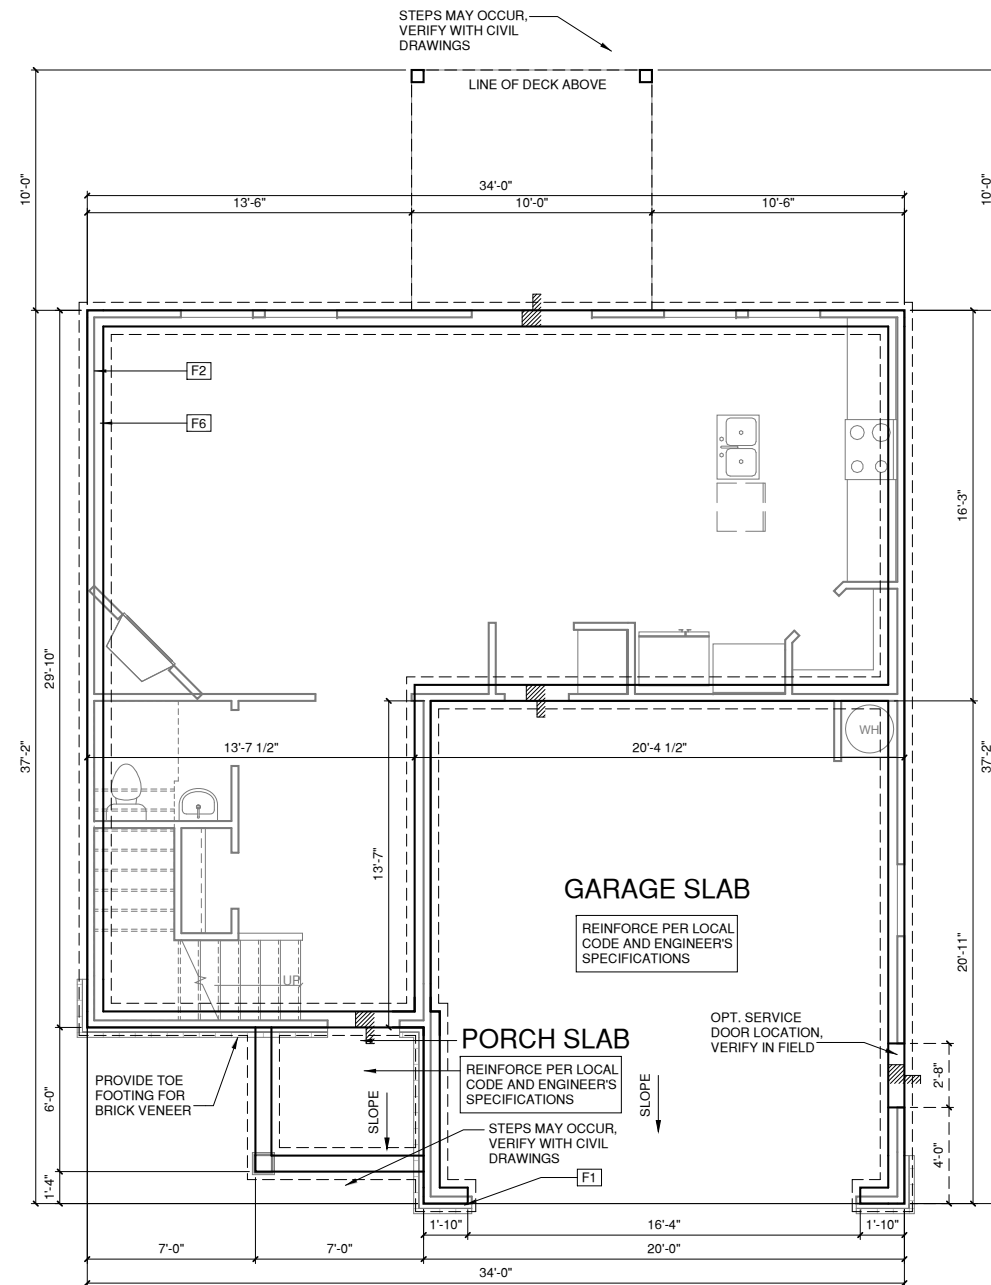 STEPS MAY OCCUR,
VERIFY WITH CIVIL
DRAWINGS
LINE OF DECK ABOVE
10'-0"
10'-0"
34'-0"
13'-6"
10'-0"
10'-6"
F2
F6
16'-3"
29'-10"
37'-2"
37'-2"
WH
13'-7 1/2"
20'-4 1/2"
13'-7"
GARAGE SLAB
REINFORCE PER LOCAL
CODE AND ENGINEER'S
SPECIFICATIONS
20'-11"
UP
OPT. SERVICE
DOOR LOCATION,
VERIFY IN FIELD
PORCH SLAB
REINFORCE PER LOCAL
CODE AND ENGINEER'S
SPECIFICATIONS
PROVIDE TOE
FOOTING FOR
BRICK VENEER
SLOPE
SLOPE
2'-8"
6'-0"
STEPS MAY OCCUR,
VERIFY WITH CIVIL
DRAWINGS
4'-0"
F1
1'-4"
1'-10"
16'-4"
1'-10"
7'-0"
7'-0"
20'-0"
34'-0"